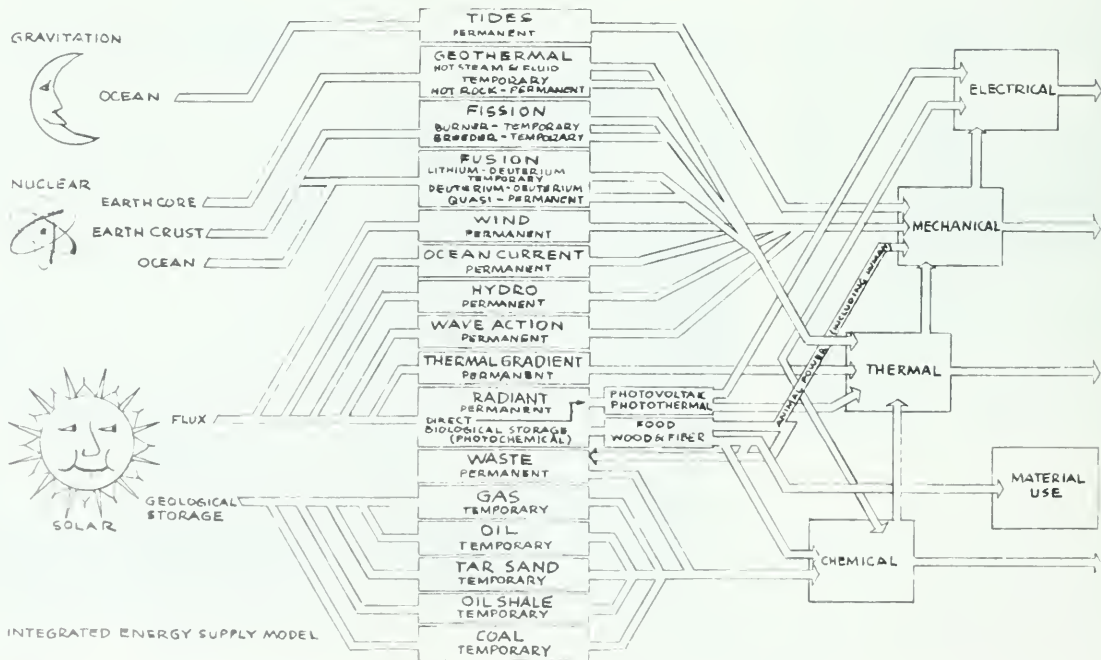 GRAVITATION
OCEAN
NUCLEAR
EARTH CORE
EARTH CRUST
OCEAN
FLUX
SOLAR
GEOLOGICAL
STORAGE
INTEGRATED ENERGY SUPPLY MODEL
TIDES
PERMANENT
GEOTHERMAL
HOT STEAM & FLUID
TEMPORARY
HOT ROCK - PERMANENT
FISSION
BURNER - TEMPORARY
BREEDER - TEMPORARY
FUSION
LITHIUM - DEUTERIUM
TEMPORARY
DEUTERIUM - DEUTERIUM
QUASI - PERMANENT
WIND
PERMANENT
OCEAN CURRENT
PERMANENT
HYDRO
PERMANENT
WAVE ACTION
PERMANENT
THERMAL GRADIENT
PERMANENT
RADIANT
PERMANENT
DIRECT
BIOLOGICAL STORAGE
(PHOTOCHEMICAL)
WASTE
PERMANENT
GAS
TEMPORARY
OIL
TEMPORARY
TAR SAND
TEMPORARY
OIL SHALE
TEMPORARY
COAL
TEMPORARY
PHOTOVOLTAIC
PHOTOTHERMAL
FOOD
WOOD & FIBER
ANIMAL POWER (INCLUDING HUMAN)
ELECTRICAL
MECHANICAL
THERMAL
MATERIAL
USE
CHEMICAL